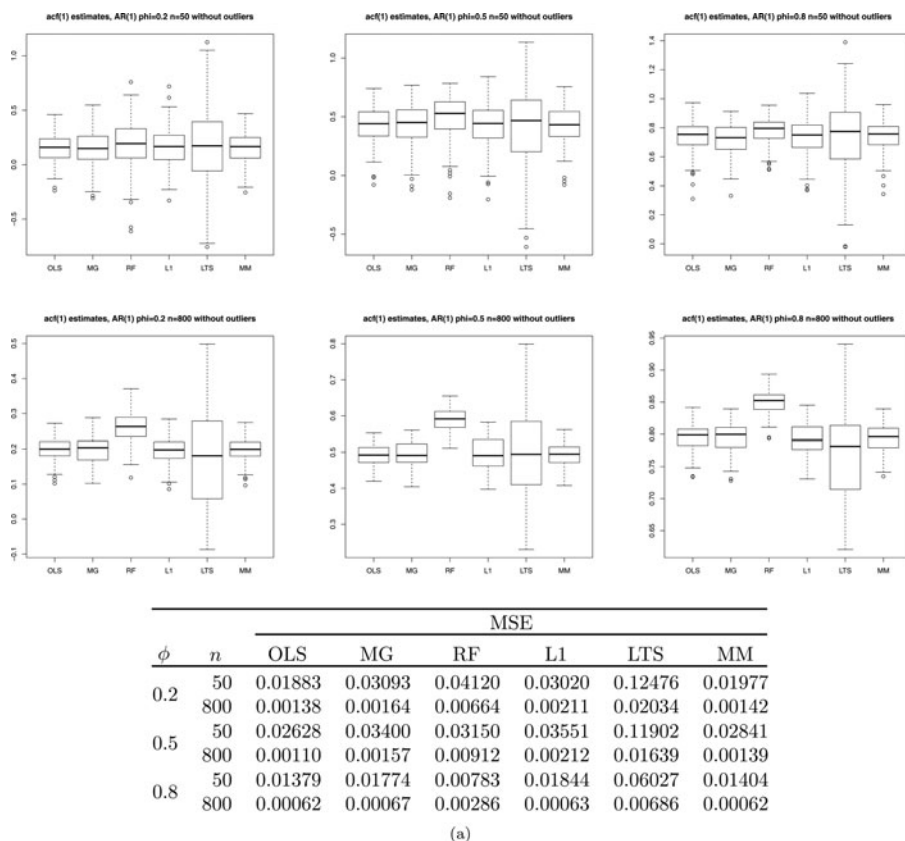 acf(1) estimates, AR(1) phi=0.2 n=50 without outliers
1.0
0.5
0.0
−0.5
OLS MG RF L1 LTS MM
acf(1) estimates, AR(1) phi=0.5 n=50 without outliers
1.0
0.5
0.0
−0.5
OLS MG RF L1 LTS MM
acf(1) estimates, AR(1) phi=0.8 n=50 without outliers
1.4
1.2
1.0
0.8
0.6
0.4
0.2
0.0
OLS MG RF L1 LTS MM
acf(1) estimates, AR(1) phi=0.2 n=800 without outliers
0.5
0.4
0.3
0.2
0.1
0.0
−0.1
OLS MG RF L1 LTS MM
acf(1) estimates, AR(1) phi=0.5 n=800 without outliers
0.8
0.7
0.6
0.5
0.4
0.3
OLS MG RF L1 LTS MM
acf(1) estimates, AR(1) phi=0.8 n=800 without outliers
0.95
0.90
0.85
0.80
0.75
0.70
0.65
OLS MG RF L1 LTS MM
MSE
ϕ n OLS MG RF L1 LTS MM
0.2 50 0.01883 0.03093 0.04120 0.03020 0.12476 0.01977
800 0.00138 0.00164 0.00664 0.00211 0.02034 0.00142
0.5 50 0.02628 0.03400 0.03150 0.03551 0.11902 0.02841
800 0.00110 0.00157 0.00912 0.00212 0.01639 0.00139
0.8 50 0.01379 0.01774 0.00783 0.01844 0.06027 0.01404
800 0.00062 0.00067 0.00286 0.00063 0.00686 0.00062
(a)